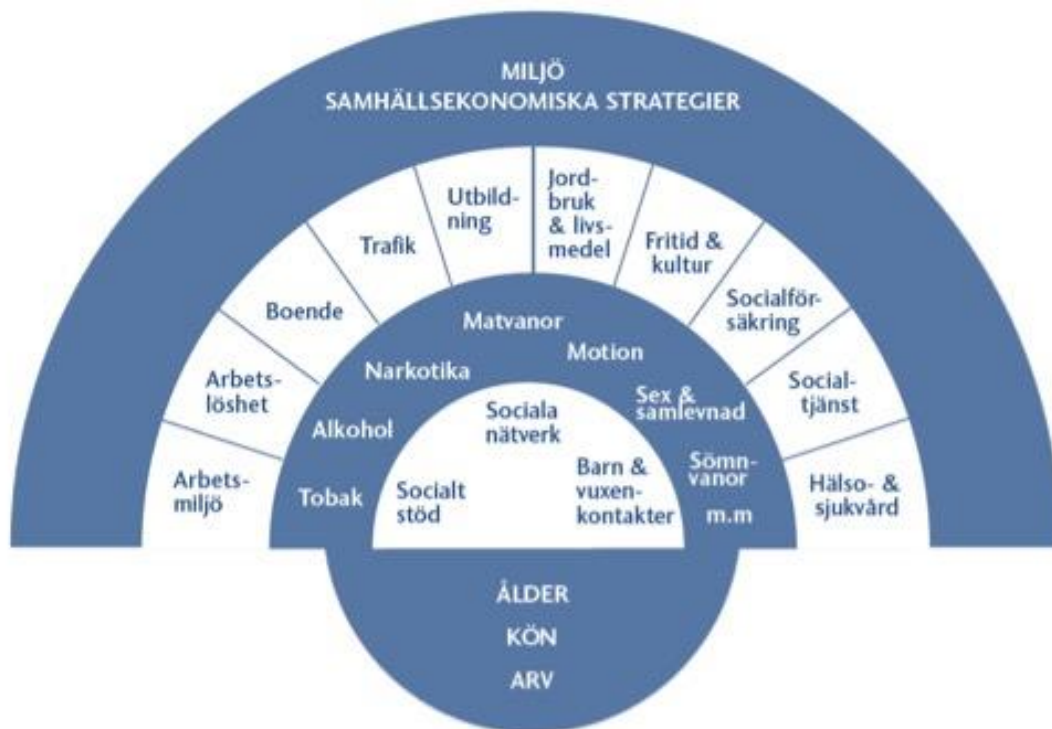 MILJÖ
SAMHÄLLSEKONOMISKA STRATEGIER
Arbets-
miljö
Arbets-
löshet
Boende
Trafik
Utbild-
ning
Jord-
bruk
& livs-
medel
Fritid &
kultur
Socialför-
säkring
Social-
tjänst
Hälso- &
sjukvård
Tobak
Alkohol
Narkotika
Matvanor
Motion
Sex &
samlevnad
Sömn-
vanor
m.m
Socialt
stöd
Sociala
nätverk
Barn &
vuxen-
kontakter
ÅLDER
KÖN
ARV